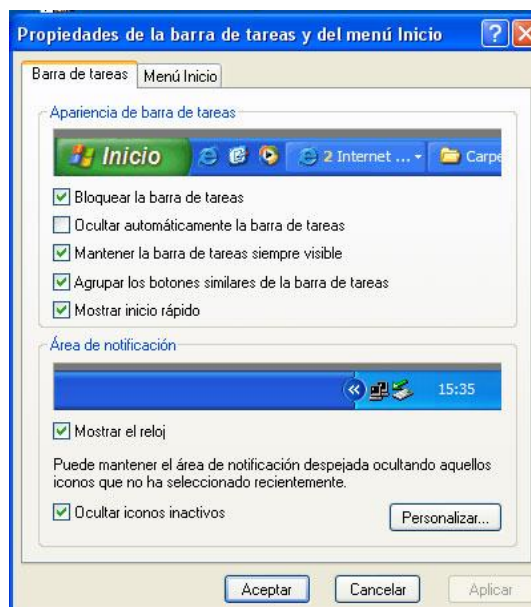 Propiedades de la barra de tareas y del menú Inicio
Barra de tareas Menú Inicio
Apariencia de barra de tareas
Inicio 2 Internet ... Carpe
Bloquear la barra de tareas
Ocultar automáticamente la barra de tareas
Mantener la barra de tareas siempre visible
Agrupar los botones similares de la barra de tareas
Mostrar inicio rápido
Área de notificación
15:35
Mostrar el reloj
Puede mantener el área de notificación despejada ocultando aquellos
iconos que no ha seleccionado recientemente.
Ocultar iconos inactivos Personalizar...
Aceptar Cancelar Aplicar